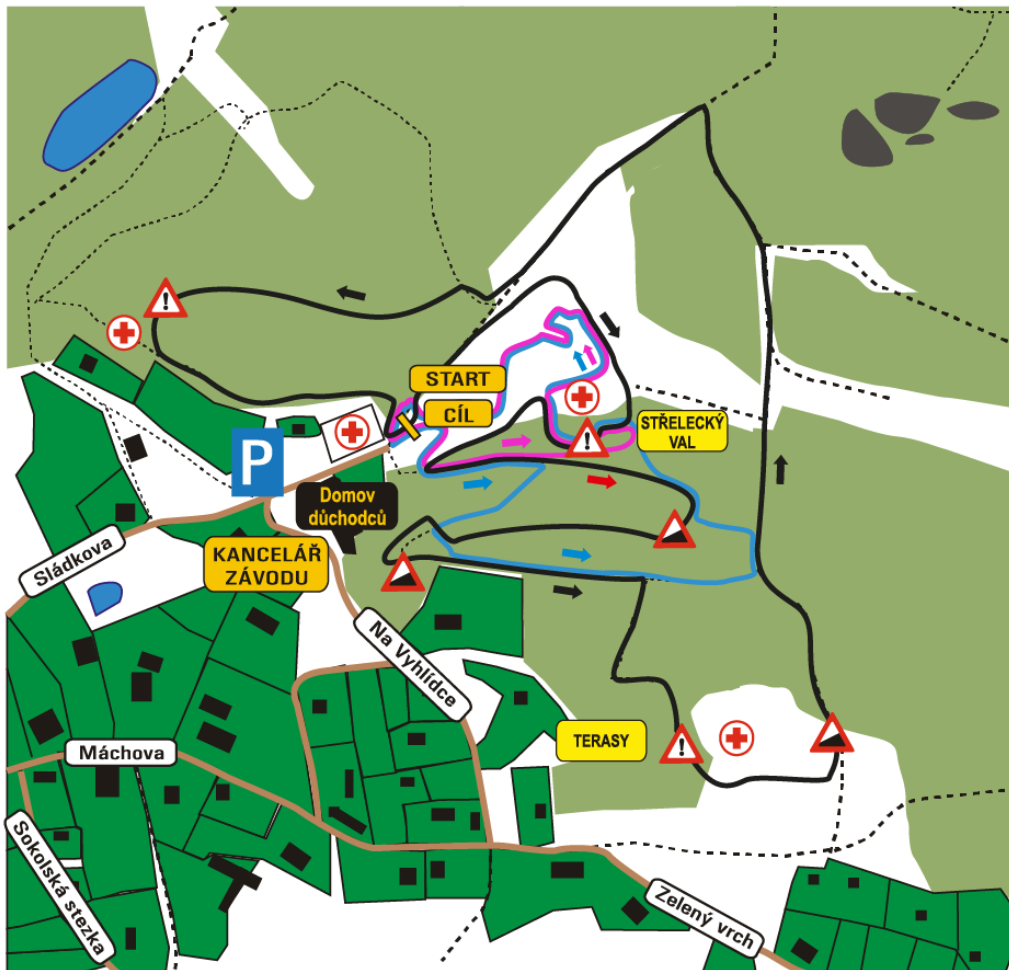 START
CÍL
STŘELECKÝ
VAL
P
Domov
důchodců
KANCELÁŘ
ZÁVODU
Sládkova
Na Vyhlídce
TERASY
Máchova
Sokolská stezka
Zelený vrch